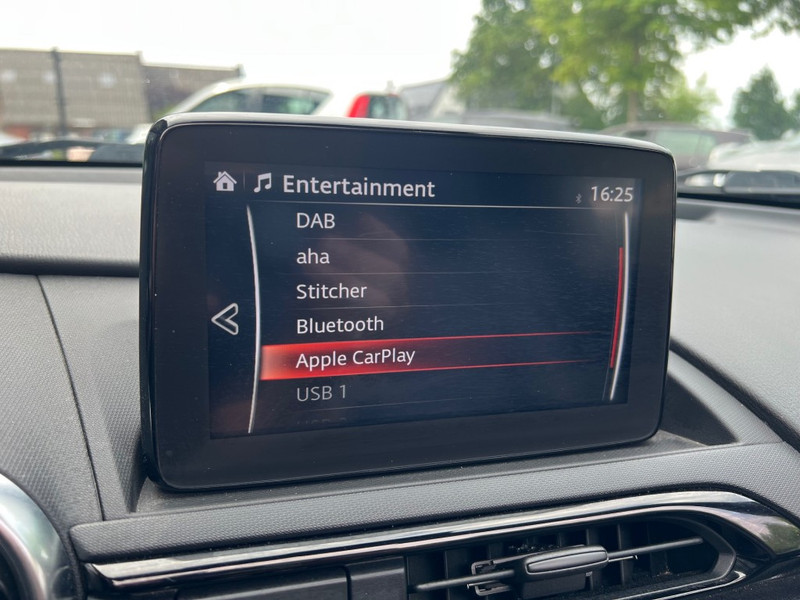 Entertainment
16:25
DAB
aha
Stitcher
Bluetooth
Apple CarPlay
USB 1